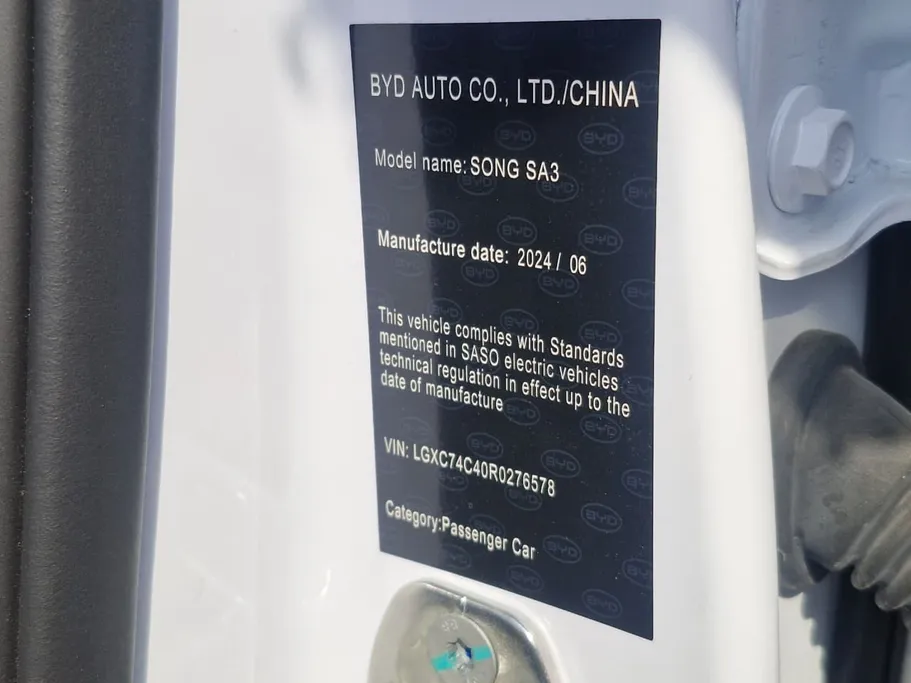 BYD AUTO CO., LTD./CHINA
Model name: SONG SA3
Manufacture date: 2024 / 06
This vehicle complies with Standards
mentioned in SASO electric vehicles
technical regulation in effect up to the
date of manufacture
VIN: LGXC74C40R0276578
Category:Passenger Car